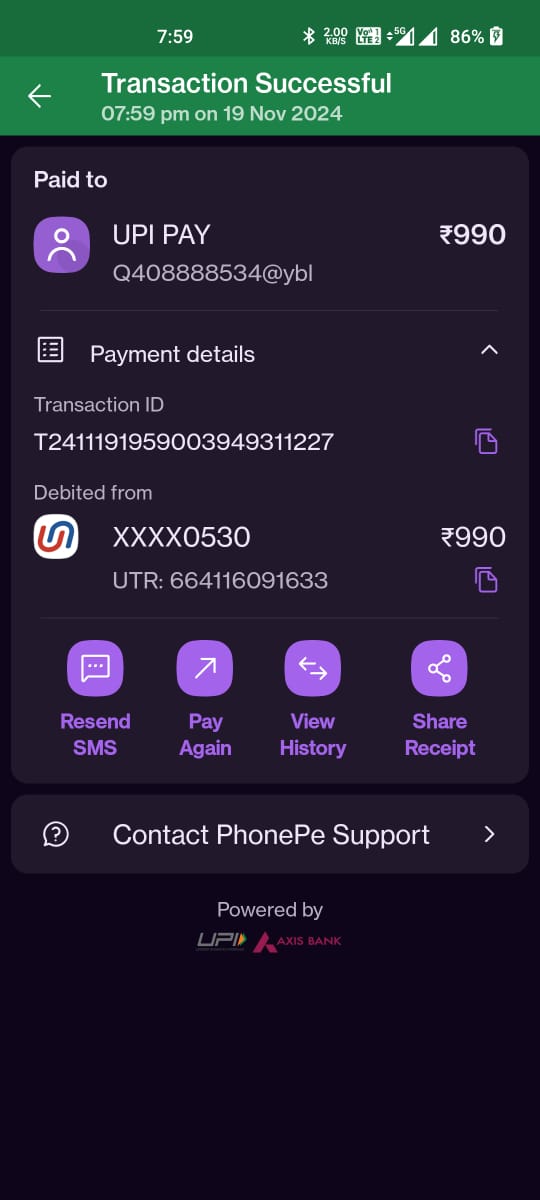 7:59
2.00 KB/S
Vo 1 LTE 2
5G
86%
Transaction Successful
07:59 pm on 19 Nov 2024
Paid to
UPI PAY ₹990
Q408888534@ybl
Payment details
Transaction ID
T2411191959003949311227
Debited from
XXXX0530 ₹990
UTR: 664116091633
Resend SMS
Pay Again
View History
Share Receipt
Contact PhonePe Support
Powered by
UPI AXIS BANK